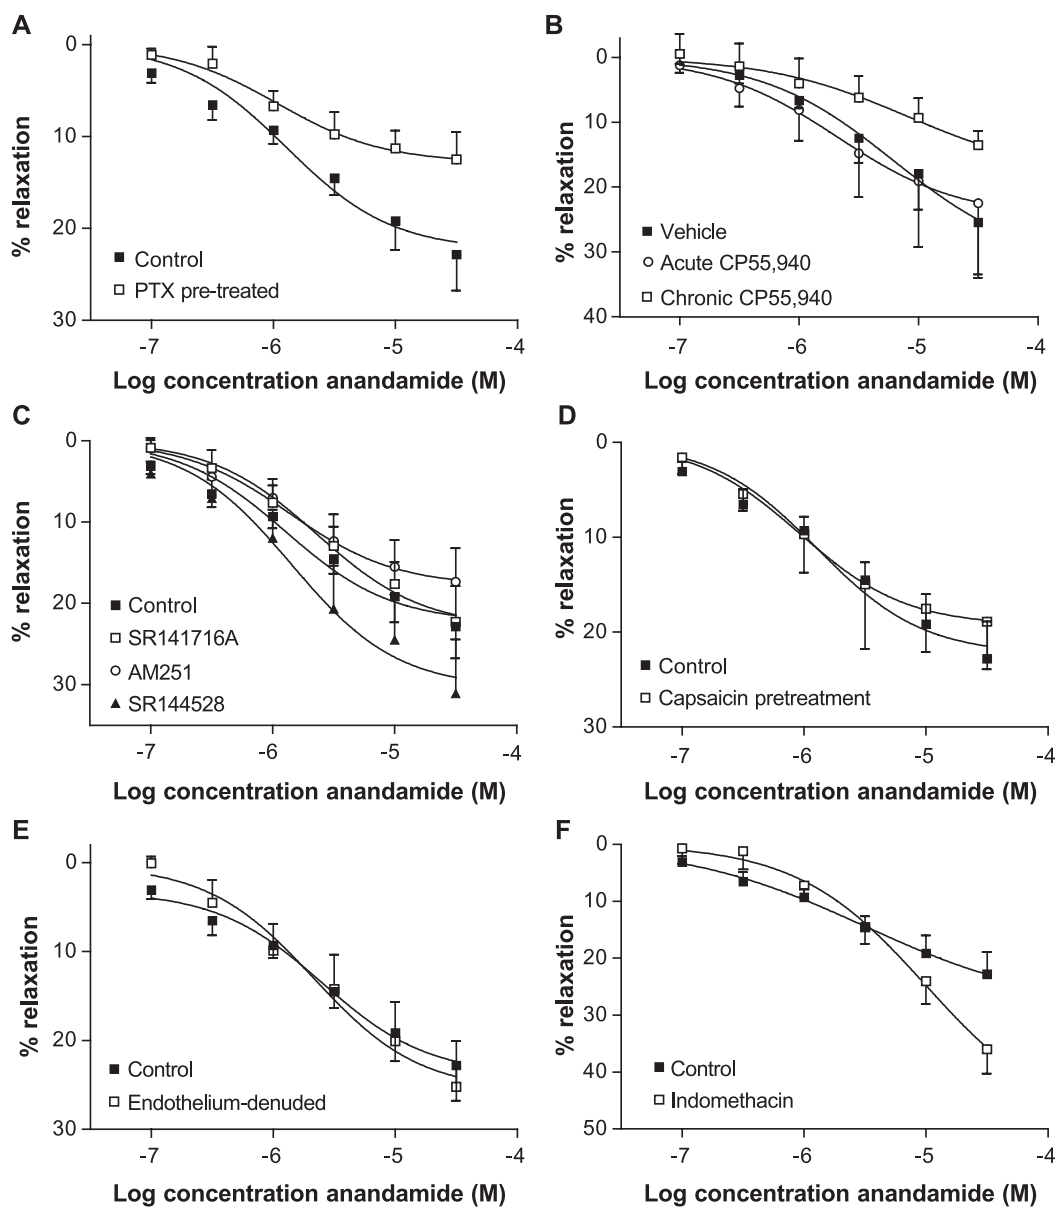 A
0
10
20
30
% relaxation
Control
PTX pre-treated
-7 -6 -5 -4
Log concentration anandamide (M)
B
0
10
20
30
40
% relaxation
Vehicle
Acute CP55,940
Chronic CP55,940
-7 -6 -5 -4
Log concentration anandamide (M)
C
0
10
20
30
% relaxation
Control
SR141716A
AM251
SR144528
-7 -6 -5 -4
Log concentration anandamide (M)
D
0
10
20
30
% relaxation
Control
Capsaicin pretreatment
-7 -6 -5 -4
Log concentration anandamide (M)
E
0
10
20
30
% relaxation
Control
Endothelium-denuded
-7 -6 -5 -4
Log concentration anandamide (M)
F
0
10
20
30
40
50
% relaxation
Control
Indomethacin
-7 -6 -5 -4
Log concentration anandamide (M)